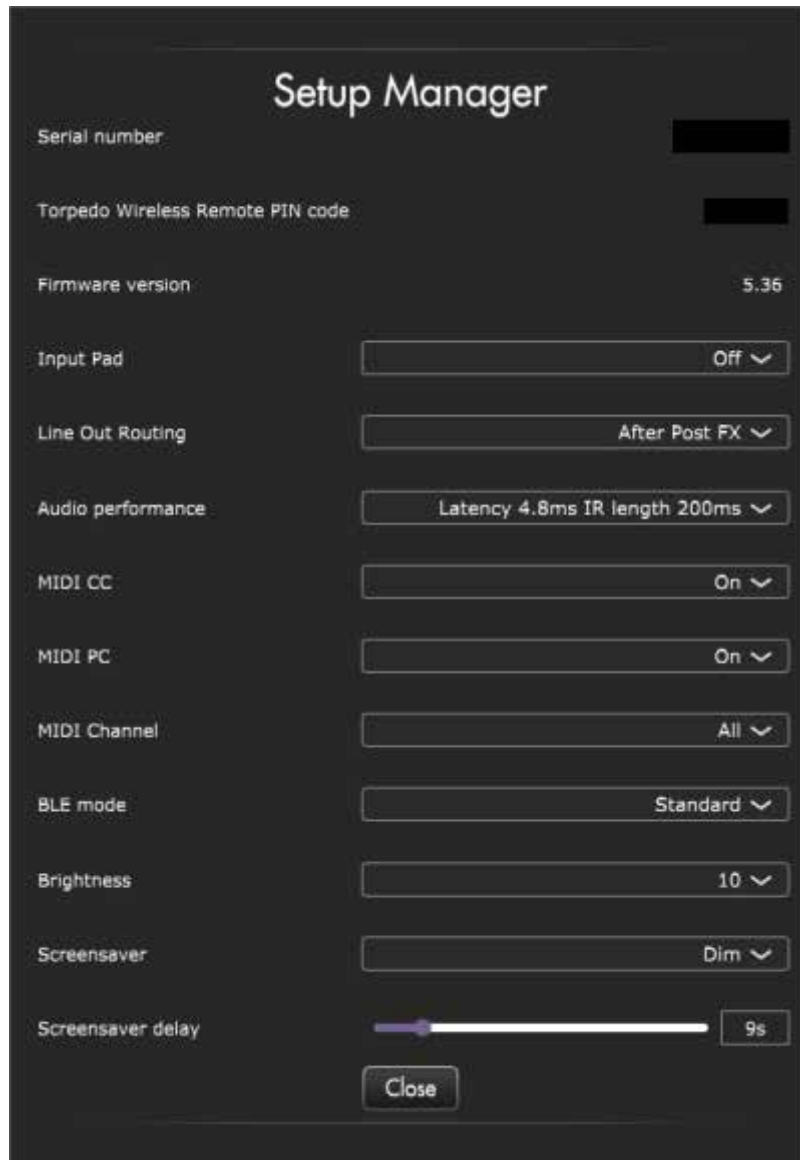 Setup Manager
Serial number
Torpedo Wireless Remote PIN code
Firmware version 5.36
Input Pad Off
Line Out Routing After Post FX
Audio performance Latency 4.8ms IR length 200ms
MIDI CC On
MIDI PC On
MIDI Channel All
BLE mode Standard
Brightness 10
Screensaver Dim
Screensaver delay 9s
Close